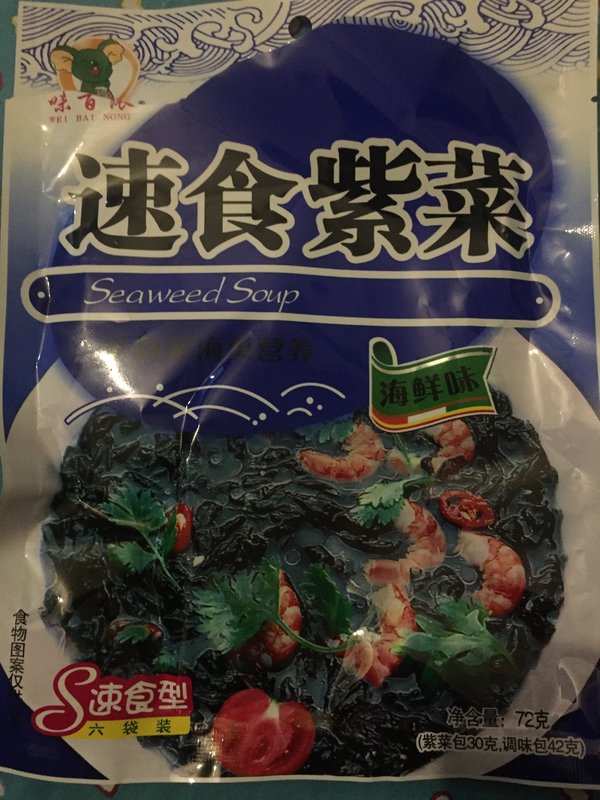 味百浓
WEI BAI NONG
速食紫菜
Seaweed Soup
海鲜味
食物图案仅
速食型
六袋装
净含量: 72克
(紫菜包30克,调味包42克)